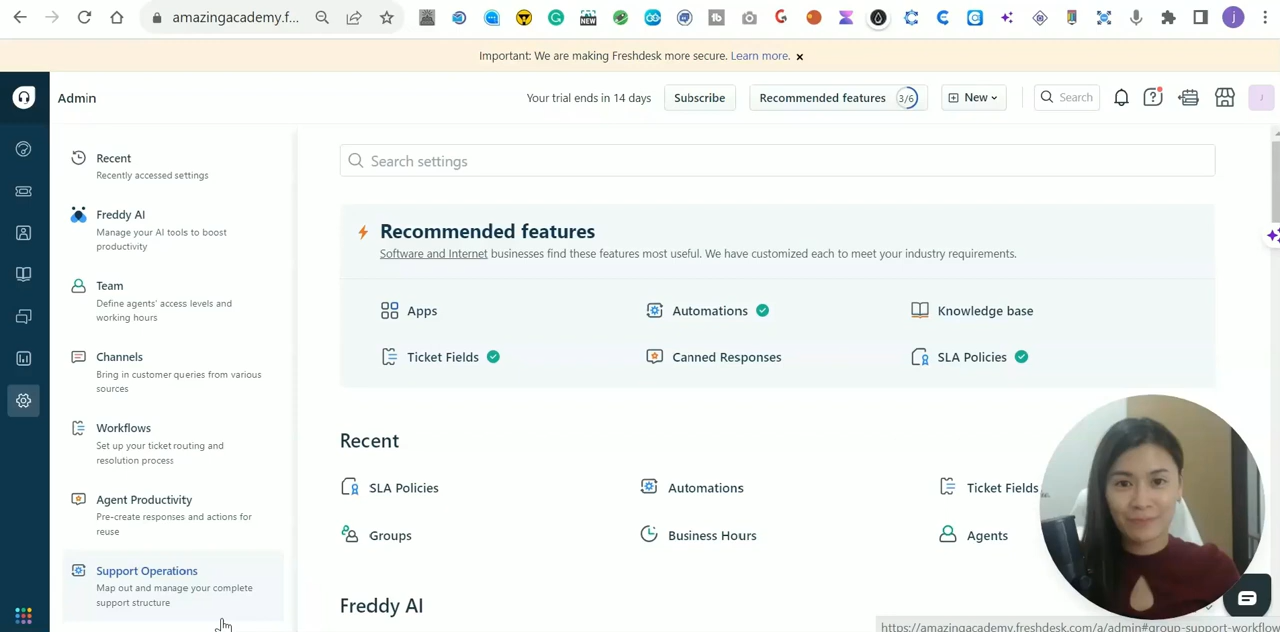 amazingacademy.f...
NEW
tb
j
Important: We are making Freshdesk more secure. Learn more. ×
Admin
Your trial ends in 14 days
Subscribe
Recommended features 3/6
New
Search
J
Recent
Recently accessed settings
Freddy AI
Manage your AI tools to boost
productivity
Team
Define agents' access levels and
working hours
Channels
Bring in customer queries from various
sources
Workflows
Set up your ticket routing and
resolution process
Agent Productivity
Pre-create responses and actions for
reuse
Support Operations
Map out and manage your complete
support structure
Search settings
Recommended features
Software and Internet businesses find these features most useful. We have customized each to meet your industry requirements.
Apps
Automations
Knowledge base
Ticket Fields
Canned Responses
SLA Policies
Recent
SLA Policies
Automations
Ticket Fields
Groups
Business Hours
Agents
Freddy AI
https://amazingacademy.freshdesk.com/a/admin#group-support-workflow